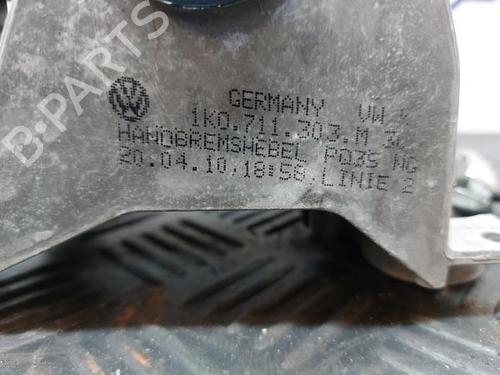 GERMANY VW
1K0.711.303.M
HANDBREMSHEBEL PQ35 NG
20.04.10,18:58 LINIE 2
B-PARTS